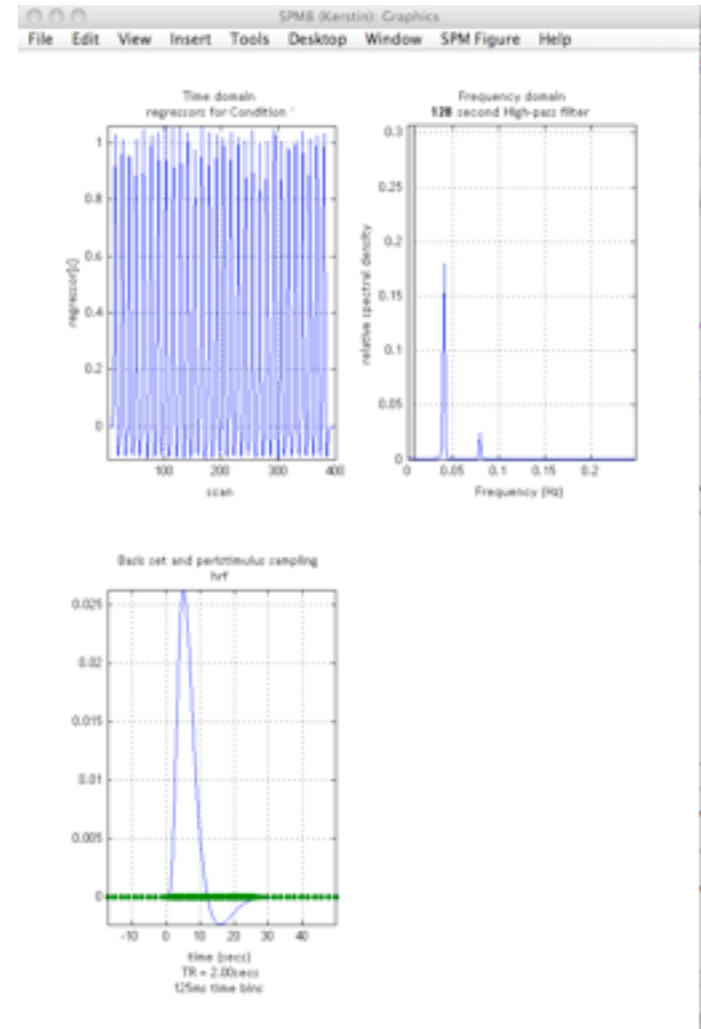 SPM8 (Kerstin): Graphics
File Edit View Insert Tools Desktop Window SPM Figure Help
Time domain
regressors for Condition '
1
0.8
0.6
0.4
0.2
0
100 200 300 400
scan
regressor[s]
Frequency domain
128 second High-pass filter
0.3
0.25
0.2
0.15
0.1
0.05
0
0 0.05 0.1 0.15 0.2
Frequency (Hz)
relative spectral density
Basis set and peristimulus sampling
hrf
0.025
0.02
0.015
0.01
0.005
0
-10 0 10 20 30 40
time [secs]
TR = 2.00secs
125ms time bins